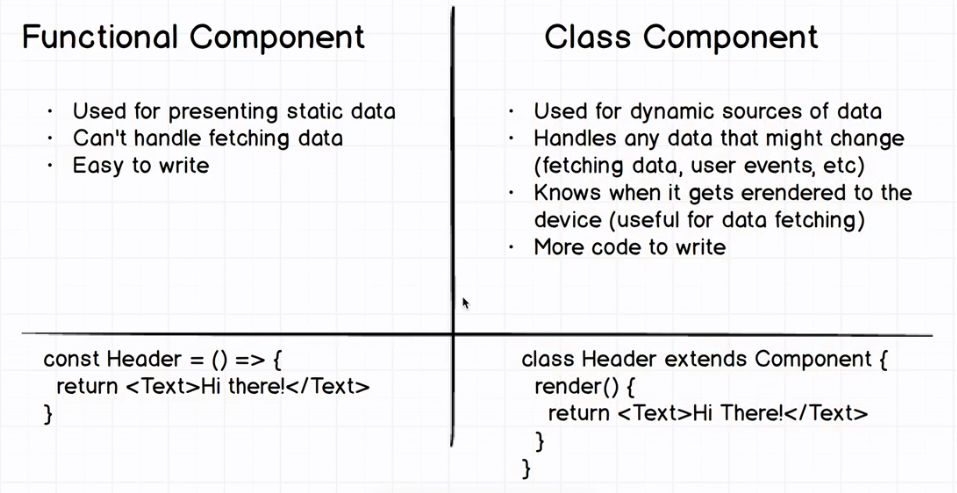 Functional Component
· Used for presenting static data
· Can't handle fetching data
· Easy to write
Class Component
· Used for dynamic sources of data
· Handles any data that might change
(fetching data, user events, etc)
· Knows when it gets erendered to the
device (useful for data fetching)
· More code to write
const Header = () => {
return <Text>Hi there!</Text>
}
class Header extends Component {
render() {
return <Text>Hi There!</Text>
}
}